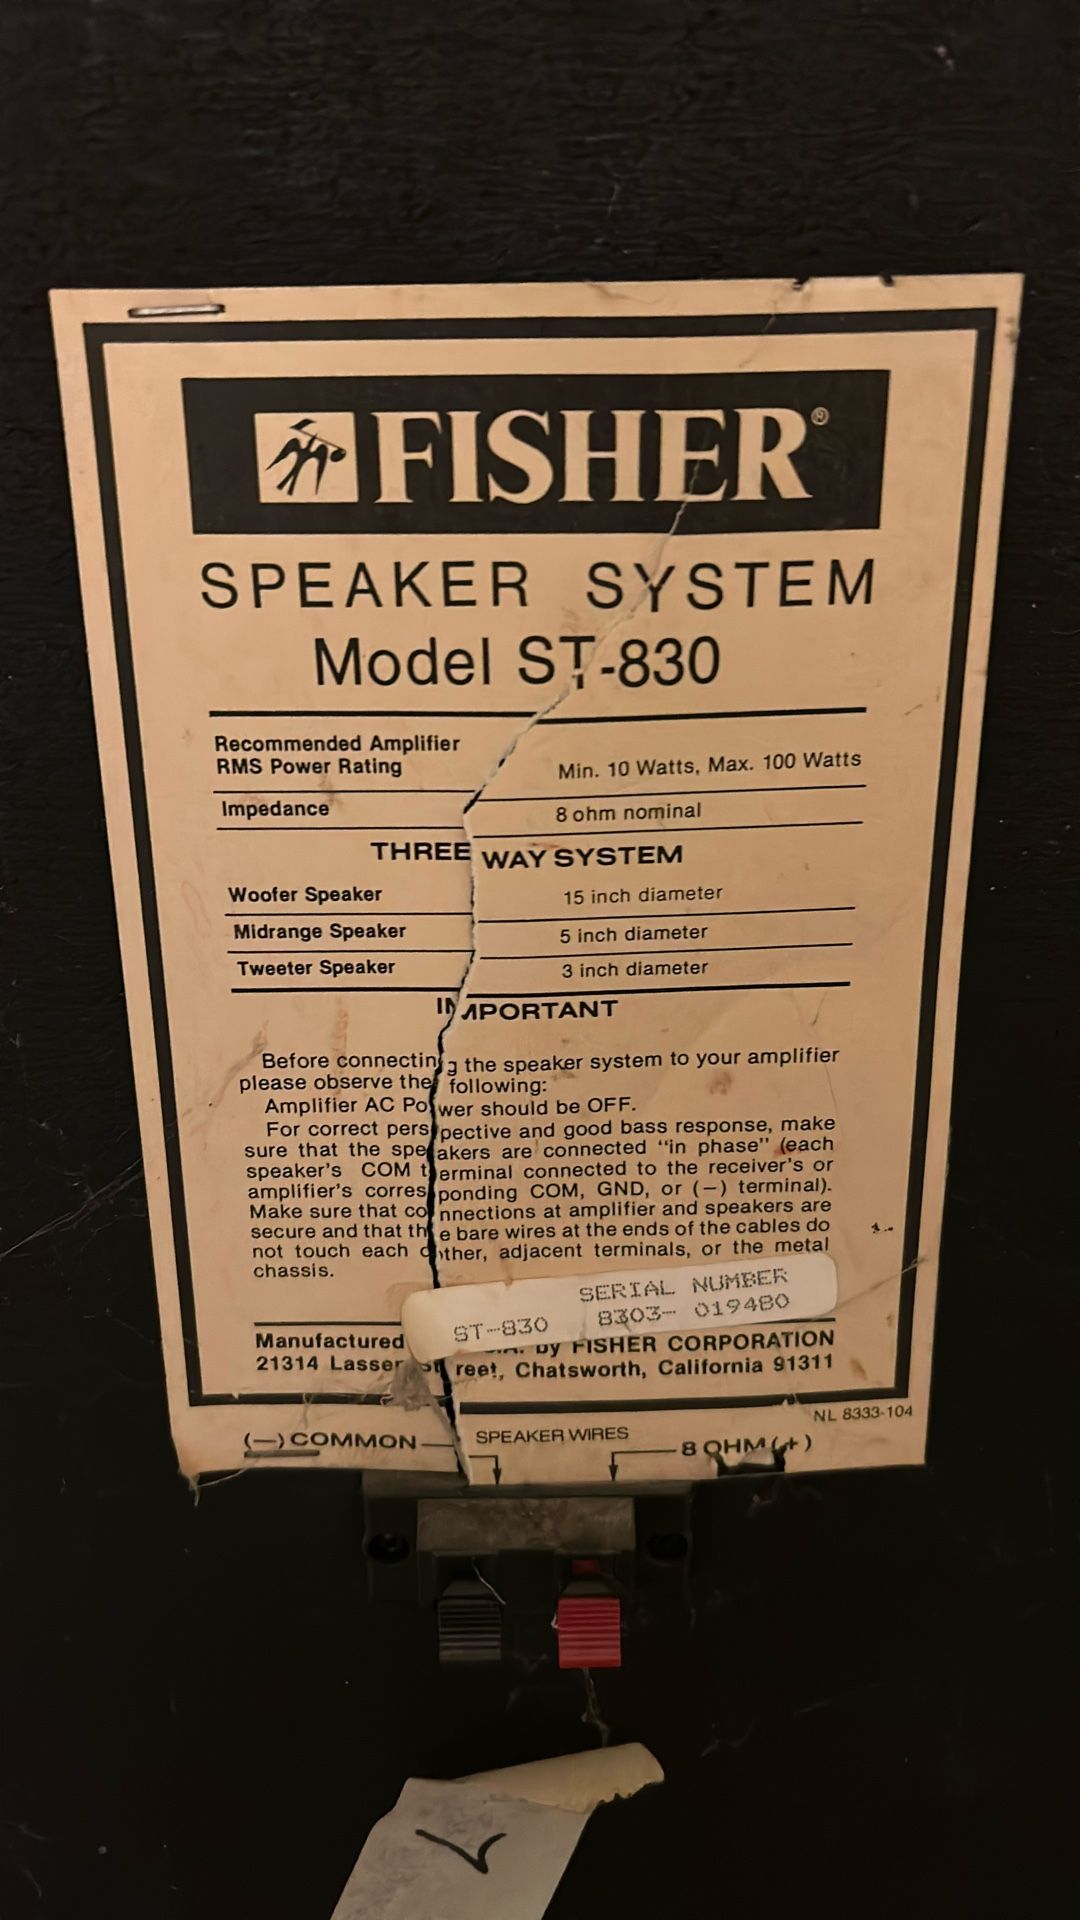 FISHER®
SPEAKER SYSTEM
Model ST-830
Recommended Amplifier
RMS Power Rating Min. 10 Watts, Max. 100 Watts
Impedance 8 ohm nominal
THREE WAY SYSTEM
Woofer Speaker 15 inch diameter
Midrange Speaker 5 inch diameter
Tweeter Speaker 3 inch diameter
IMPORTANT
Before connecting the speaker system to your amplifier
please observe the following:
Amplifier AC Power should be OFF.
For correct perspective and good bass response, make
sure that the speakers are connected "in phase" (each
speaker's COM terminal connected to the receiver's or
amplifier's corresponding COM, GND, or (-) terminal).
Make sure that connections at amplifier and speakers are
secure and that the bare wires at the ends of the cables do
not touch each other, adjacent terminals, or the metal
chassis.
SERIAL NUMBER
ST-830 8303- 019480
Manufactured by FISHER CORPORATION
21314 Lassen Street, Chatsworth, California 91311
NL 8333-104
(-) COMMON SPEAKER WIRES 8 OHM (+)